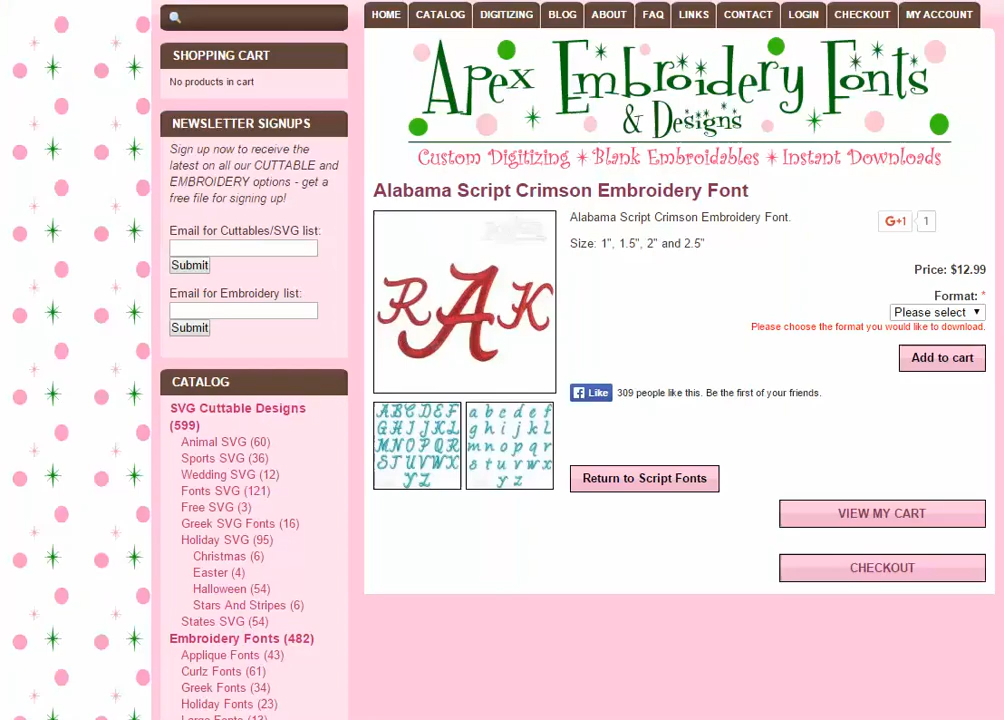 HOME
CATALOG
DIGITIZING
BLOG
ABOUT
FAQ
LINKS
CONTACT
LOGIN
CHECKOUT
MY ACCOUNT
SHOPPING CART
No products in cart
NEWSLETTER SIGNUPS
Sign up now to receive the
latest on all our CUTTABLE and
EMBROIDERY options - get a
free file for signing up!
Email for Cuttables/SVG list:
Submit
Email for Embroidery list:
Submit
CATALOG
SVG Cuttable Designs
(599)
Animal SVG (60)
Sports SVG (36)
Wedding SVG (12)
Fonts SVG (121)
Free SVG (3)
Greek SVG Fonts (16)
Holiday SVG (95)
Christmas (6)
Easter (4)
Halloween (54)
Stars And Stripes (6)
States SVG (54)
Embroidery Fonts (482)
Applique Fonts (43)
Curlz Fonts (61)
Greek Fonts (34)
Holiday Fonts (23)
Large Fonts (13)
Apex Embroidery Fonts
& Designs
Custom Digitizing * Blank Embroidables * Instant Downloads
Alabama Script Crimson Embroidery Font
RAK
ABCDEF
GHIJKL
MNOPQR
STUVWX
YZ
a b c d e f
g h i j k l
m n o p q r
s t u v w x
y z
Alabama Script Crimson Embroidery Font.
Size: 1", 1.5", 2" and 2.5"
G+1 1
Price: $12.99
Format: *
Please select
Please choose the format you would like to download.
Add to cart
Like 309 people like this. Be the first of your friends.
Return to Script Fonts
VIEW MY CART
CHECKOUT